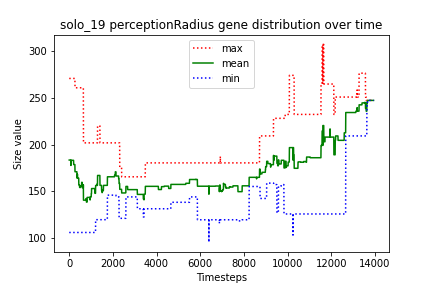 solo_19 perceptionRadius gene distribution over time
max
mean
min
Size value
300
250
200
150
100
0 2000 4000 6000 8000 10000 12000 14000
Timesteps